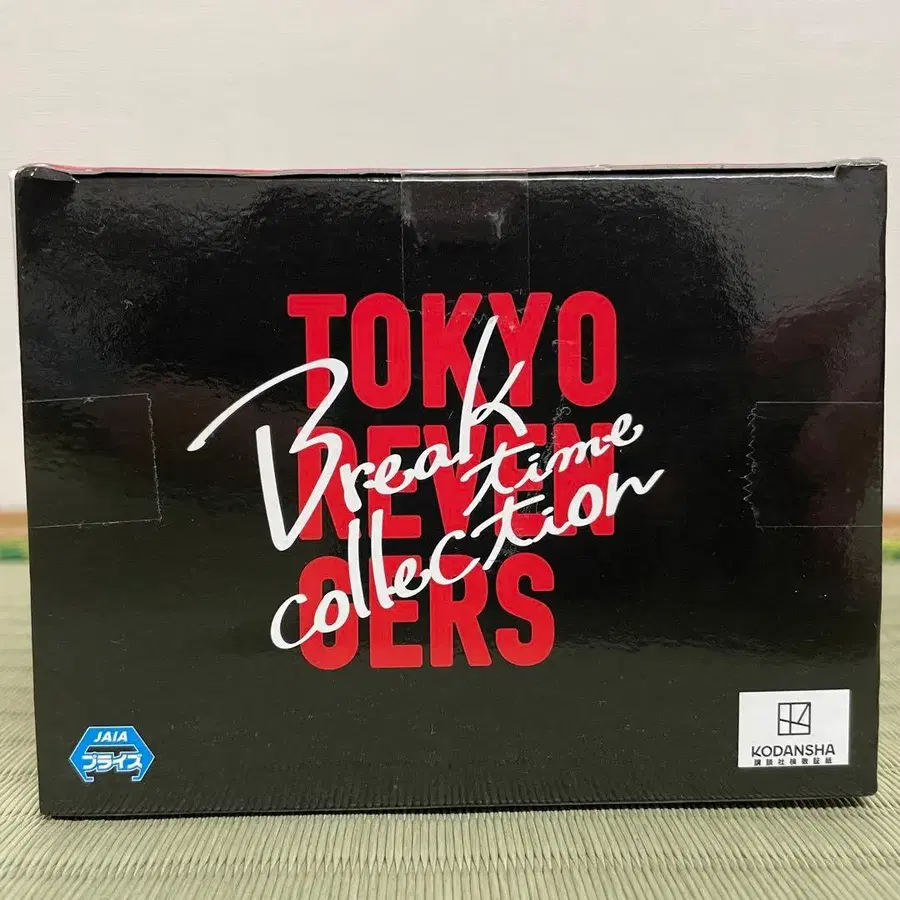 TOKYO
REVEN
GERS
Break
time
collection
JAIA
プライズ
KODANSHA
講談社検数証紙